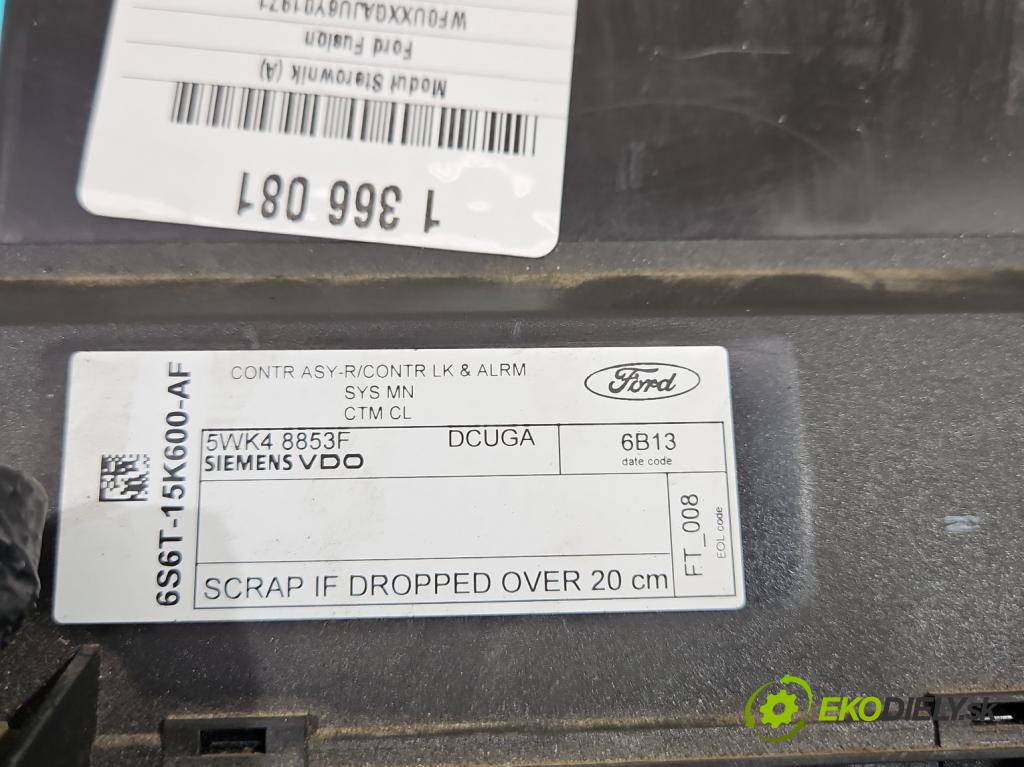 1 366 081
Moduł Sterownik (A)
Ford Fusion
WF0UXXGAJU6Y01971
CONTR ASY-R/CONTR LK & ALRM
SYS MN
CTM CL
Ford
6S6T-15K600-AF
5WK4 8853F DCUGA
SIEMENS VDO
6B13
date code
FT_008
EOL code
SCRAP IF DROPPED OVER 20 cm
EKODIELY.sk